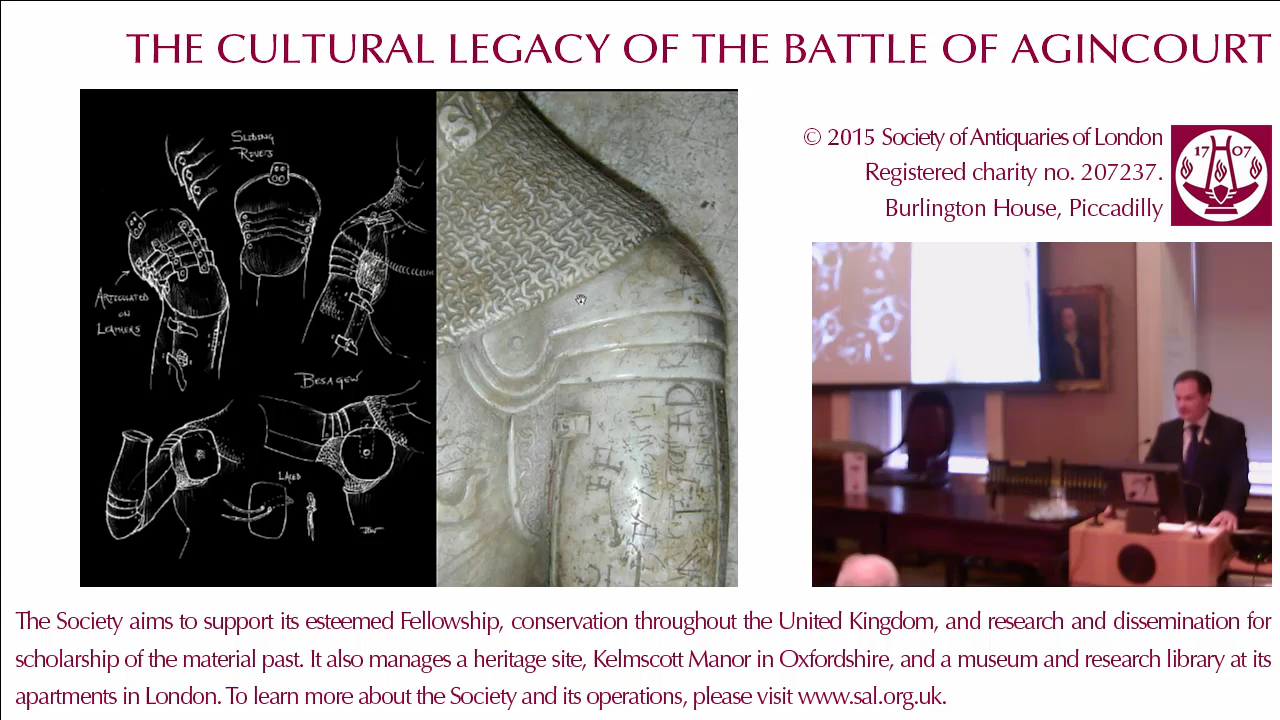 THE CULTURAL LEGACY OF THE BATTLE OF AGINCOURT
© 2015 Society of Antiquaries of London
Registered charity no. 207237.
Burlington House, Piccadilly
17 07
SLIDING
RIVETS
ARTICULATED
ON
LEATHERS
BESAGEW
LACED
The Society aims to support its esteemed Fellowship, conservation throughout the United Kingdom, and research and dissemination for
scholarship of the material past. It also manages a heritage site, Kelmscott Manor in Oxfordshire, and a museum and research library at its
apartments in London. To learn more about the Society and its operations, please visit www.sal.org.uk.